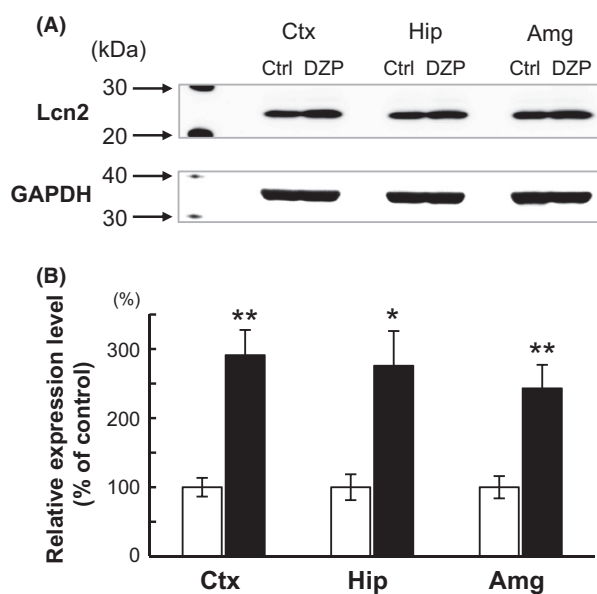 (A)
Ctx Hip Amg
(kDa)
Ctrl DZP Ctrl DZP Ctrl DZP
30
Lcn2
20
40
GAPDH
30
(B)
(%)
Relative expression level
(% of control)
** * **
300
200
100
0
Ctx Hip Amg